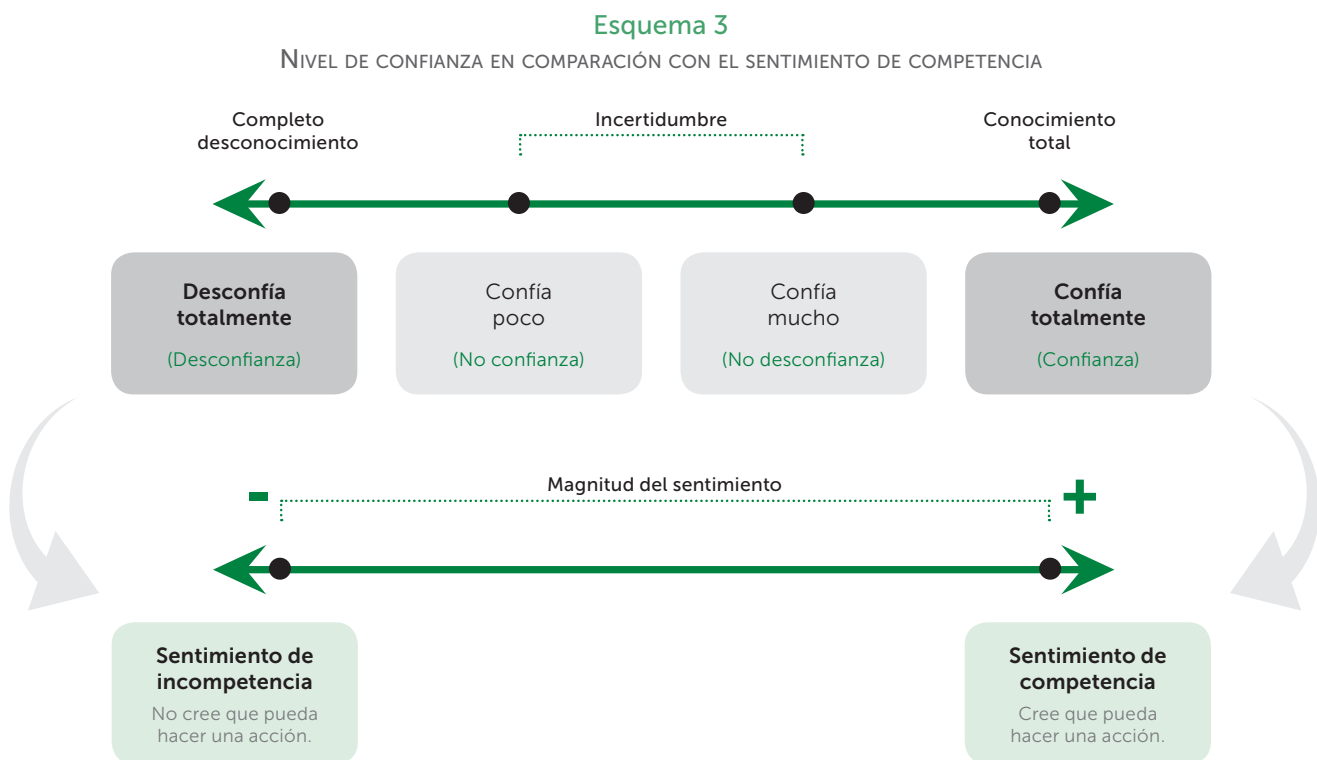 Esquema 3
Nivel de confianza en comparación con el sentimiento de competencia
Completo
desconocimiento
Incertidumbre
Conocimiento
total
Desconfía
totalmente
(Desconfianza)
Confía
poco
(No confianza)
Confía
mucho
(No desconfianza)
Confía
totalmente
(Confianza)
-
Magnitud del sentimiento
+
Sentimiento de
incompetencia
No cree que pueda
hacer una acción.
Sentimiento de
competencia
Cree que pueda
hacer una acción.